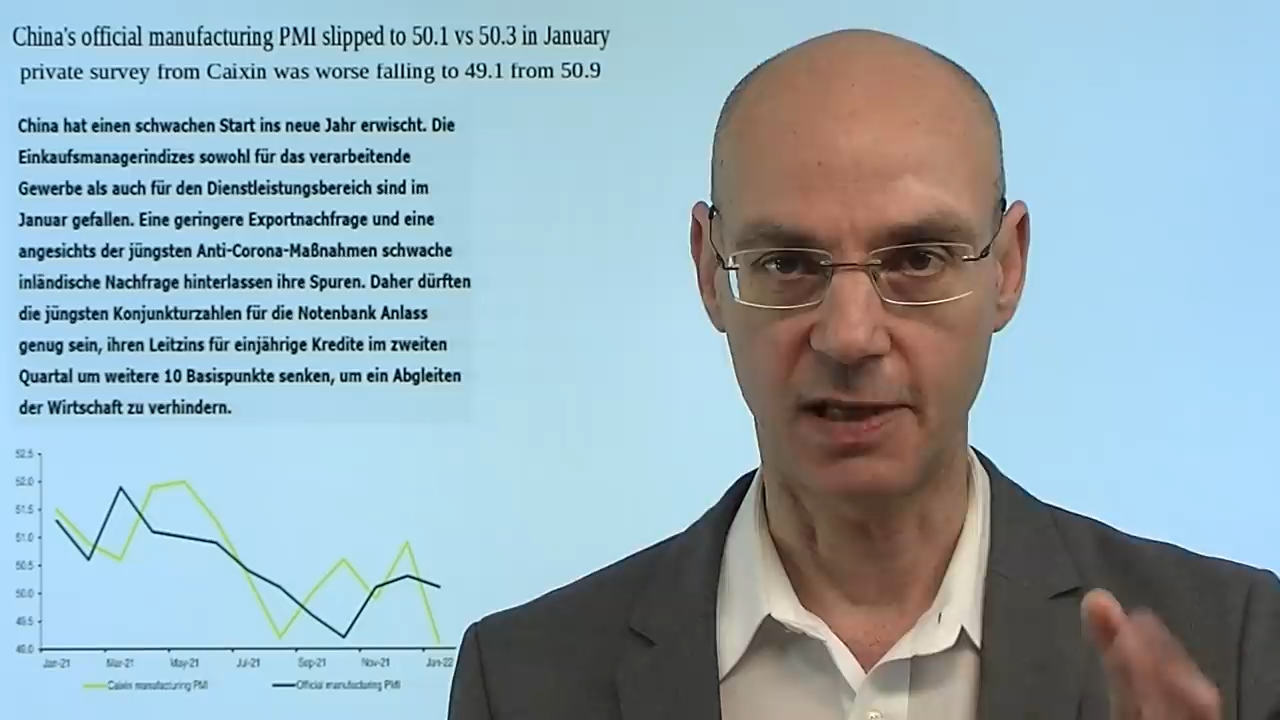 China's official manufacturing PMI slipped to 50.1 vs 50.3 in January
private survey from Caixin was worse falling to 49.1 from 50.9
China hat einen schwachen Start ins neue Jahr erwischt. Die
Einkaufsmanagerindizes sowohl für das verarbeitende
Gewerbe als auch für den Dienstleistungsbereich sind im
Januar gefallen. Eine geringere Exportnachfrage und eine
angesichts der jüngsten Anti-Corona-Maßnahmen schwache
inländische Nachfrage hinterlassen ihre Spuren. Daher dürften
die jüngsten Konjunkturzahlen für die Notenbank Anlass
genug sein, ihren Leitzins für einjährige Kredite im zweiten
Quartal um weitere 10 Basispunkte senken, um ein Abgleiten
der Wirtschaft zu verhindern.
52.5
52.0
51.5
51.0
50.5
50.0
49.5
49.0
Jan-21 Mar-21 May-21 Jul-21 Sep-21 Nov-21 Jan-22
Caixin manufacturing PMI Official manufacturing PMI